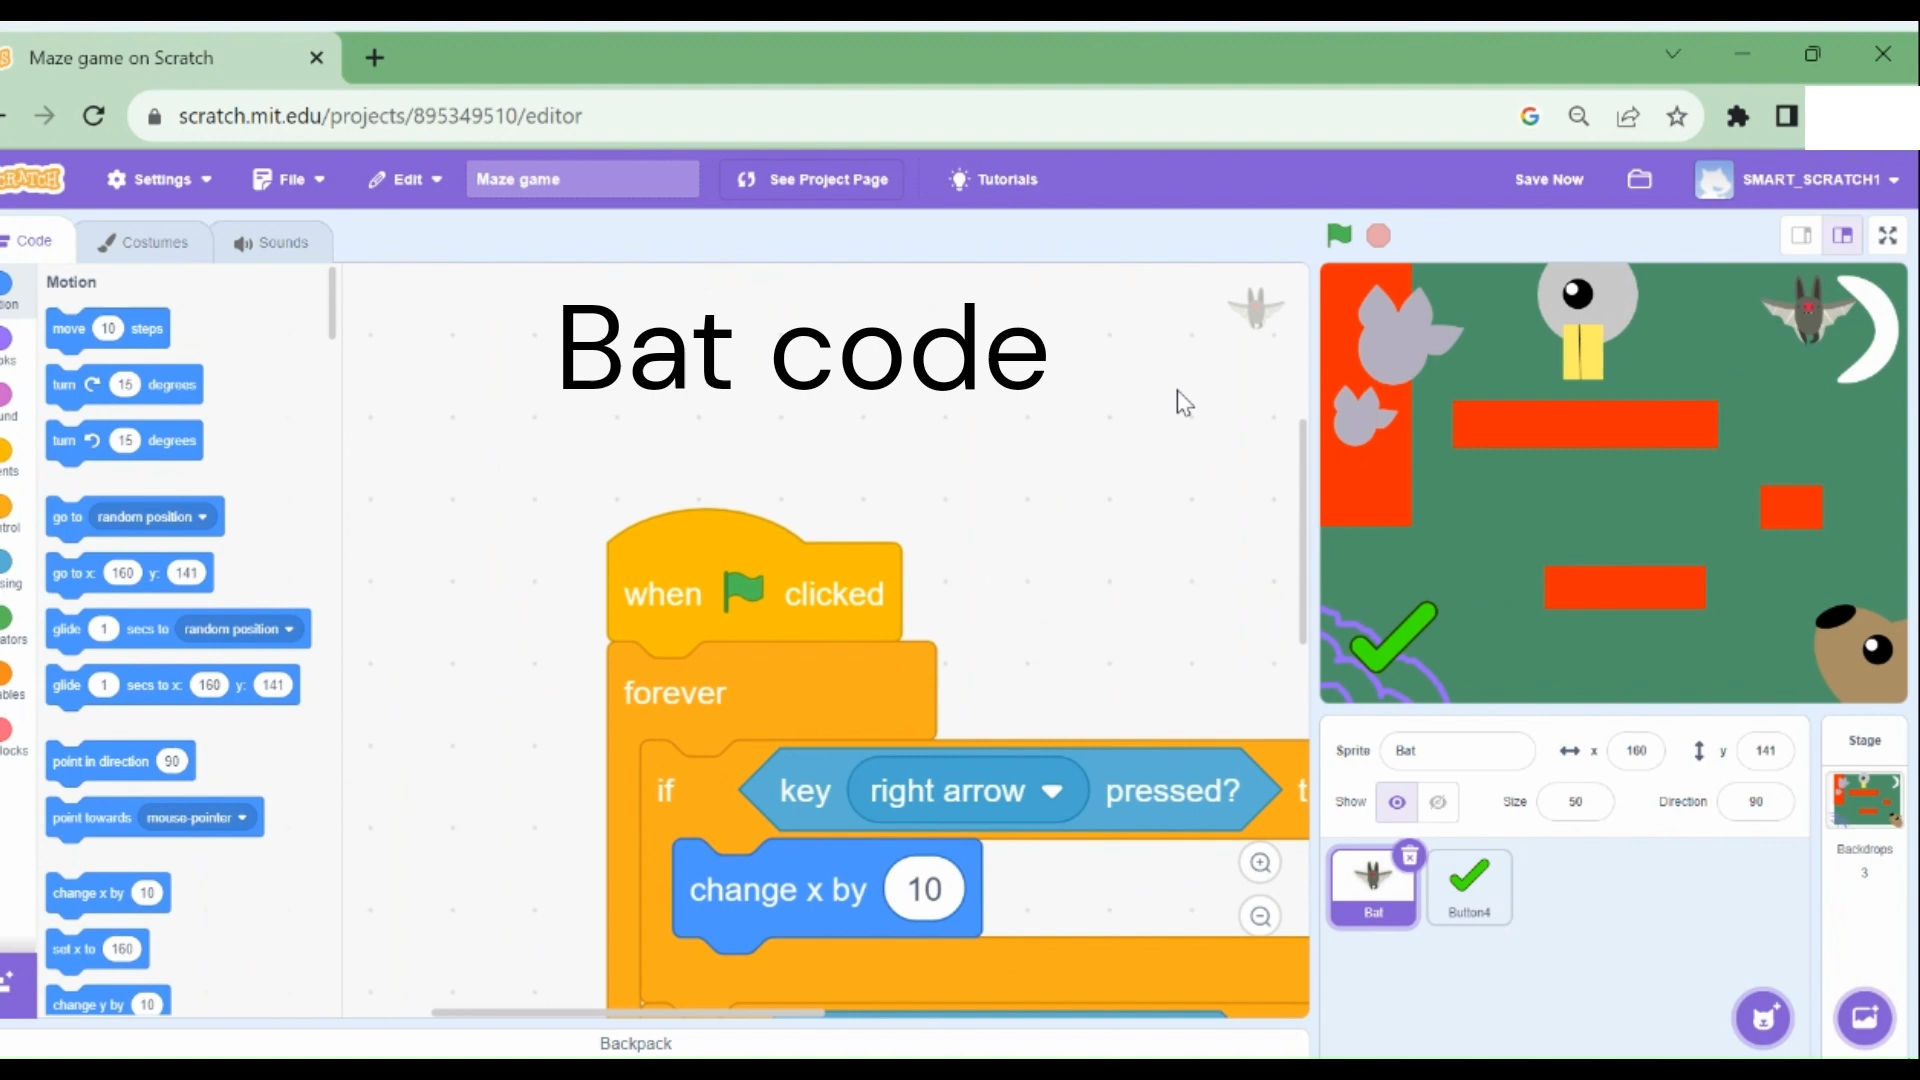 Maze game on Scratch
scratch.mit.edu/projects/895349510/editor
SCRATCH
Settings
File
Edit
Maze game
See Project Page
Tutorials
Save Now
SMART_SCRATCH1
Code
Costumes
Sounds
Motion
move 10 steps
turn 15 degrees
turn 15 degrees
go to random position
go to x: 160 y: 141
glide 1 secs to random position
glide 1 secs to x: 160 y: 141
point in direction 90
point towards mouse-pointer
change x by 10
set x to 160
change y by 10
Bat code
when clicked
forever
if key right arrow pressed? t
change x by 10
Backpack
Sprite Bat x 160 y 141
Show Size 50 Direction 90
Bat
Button4
Stage
Backdrops
3